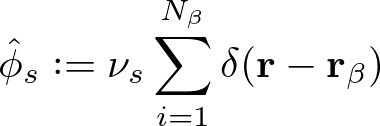 $\hat{\phi}_s := \nu_s \sum_{i=1}^{N_\beta} \delta(\mathbf{r} - \mathbf{r}_\beta)$